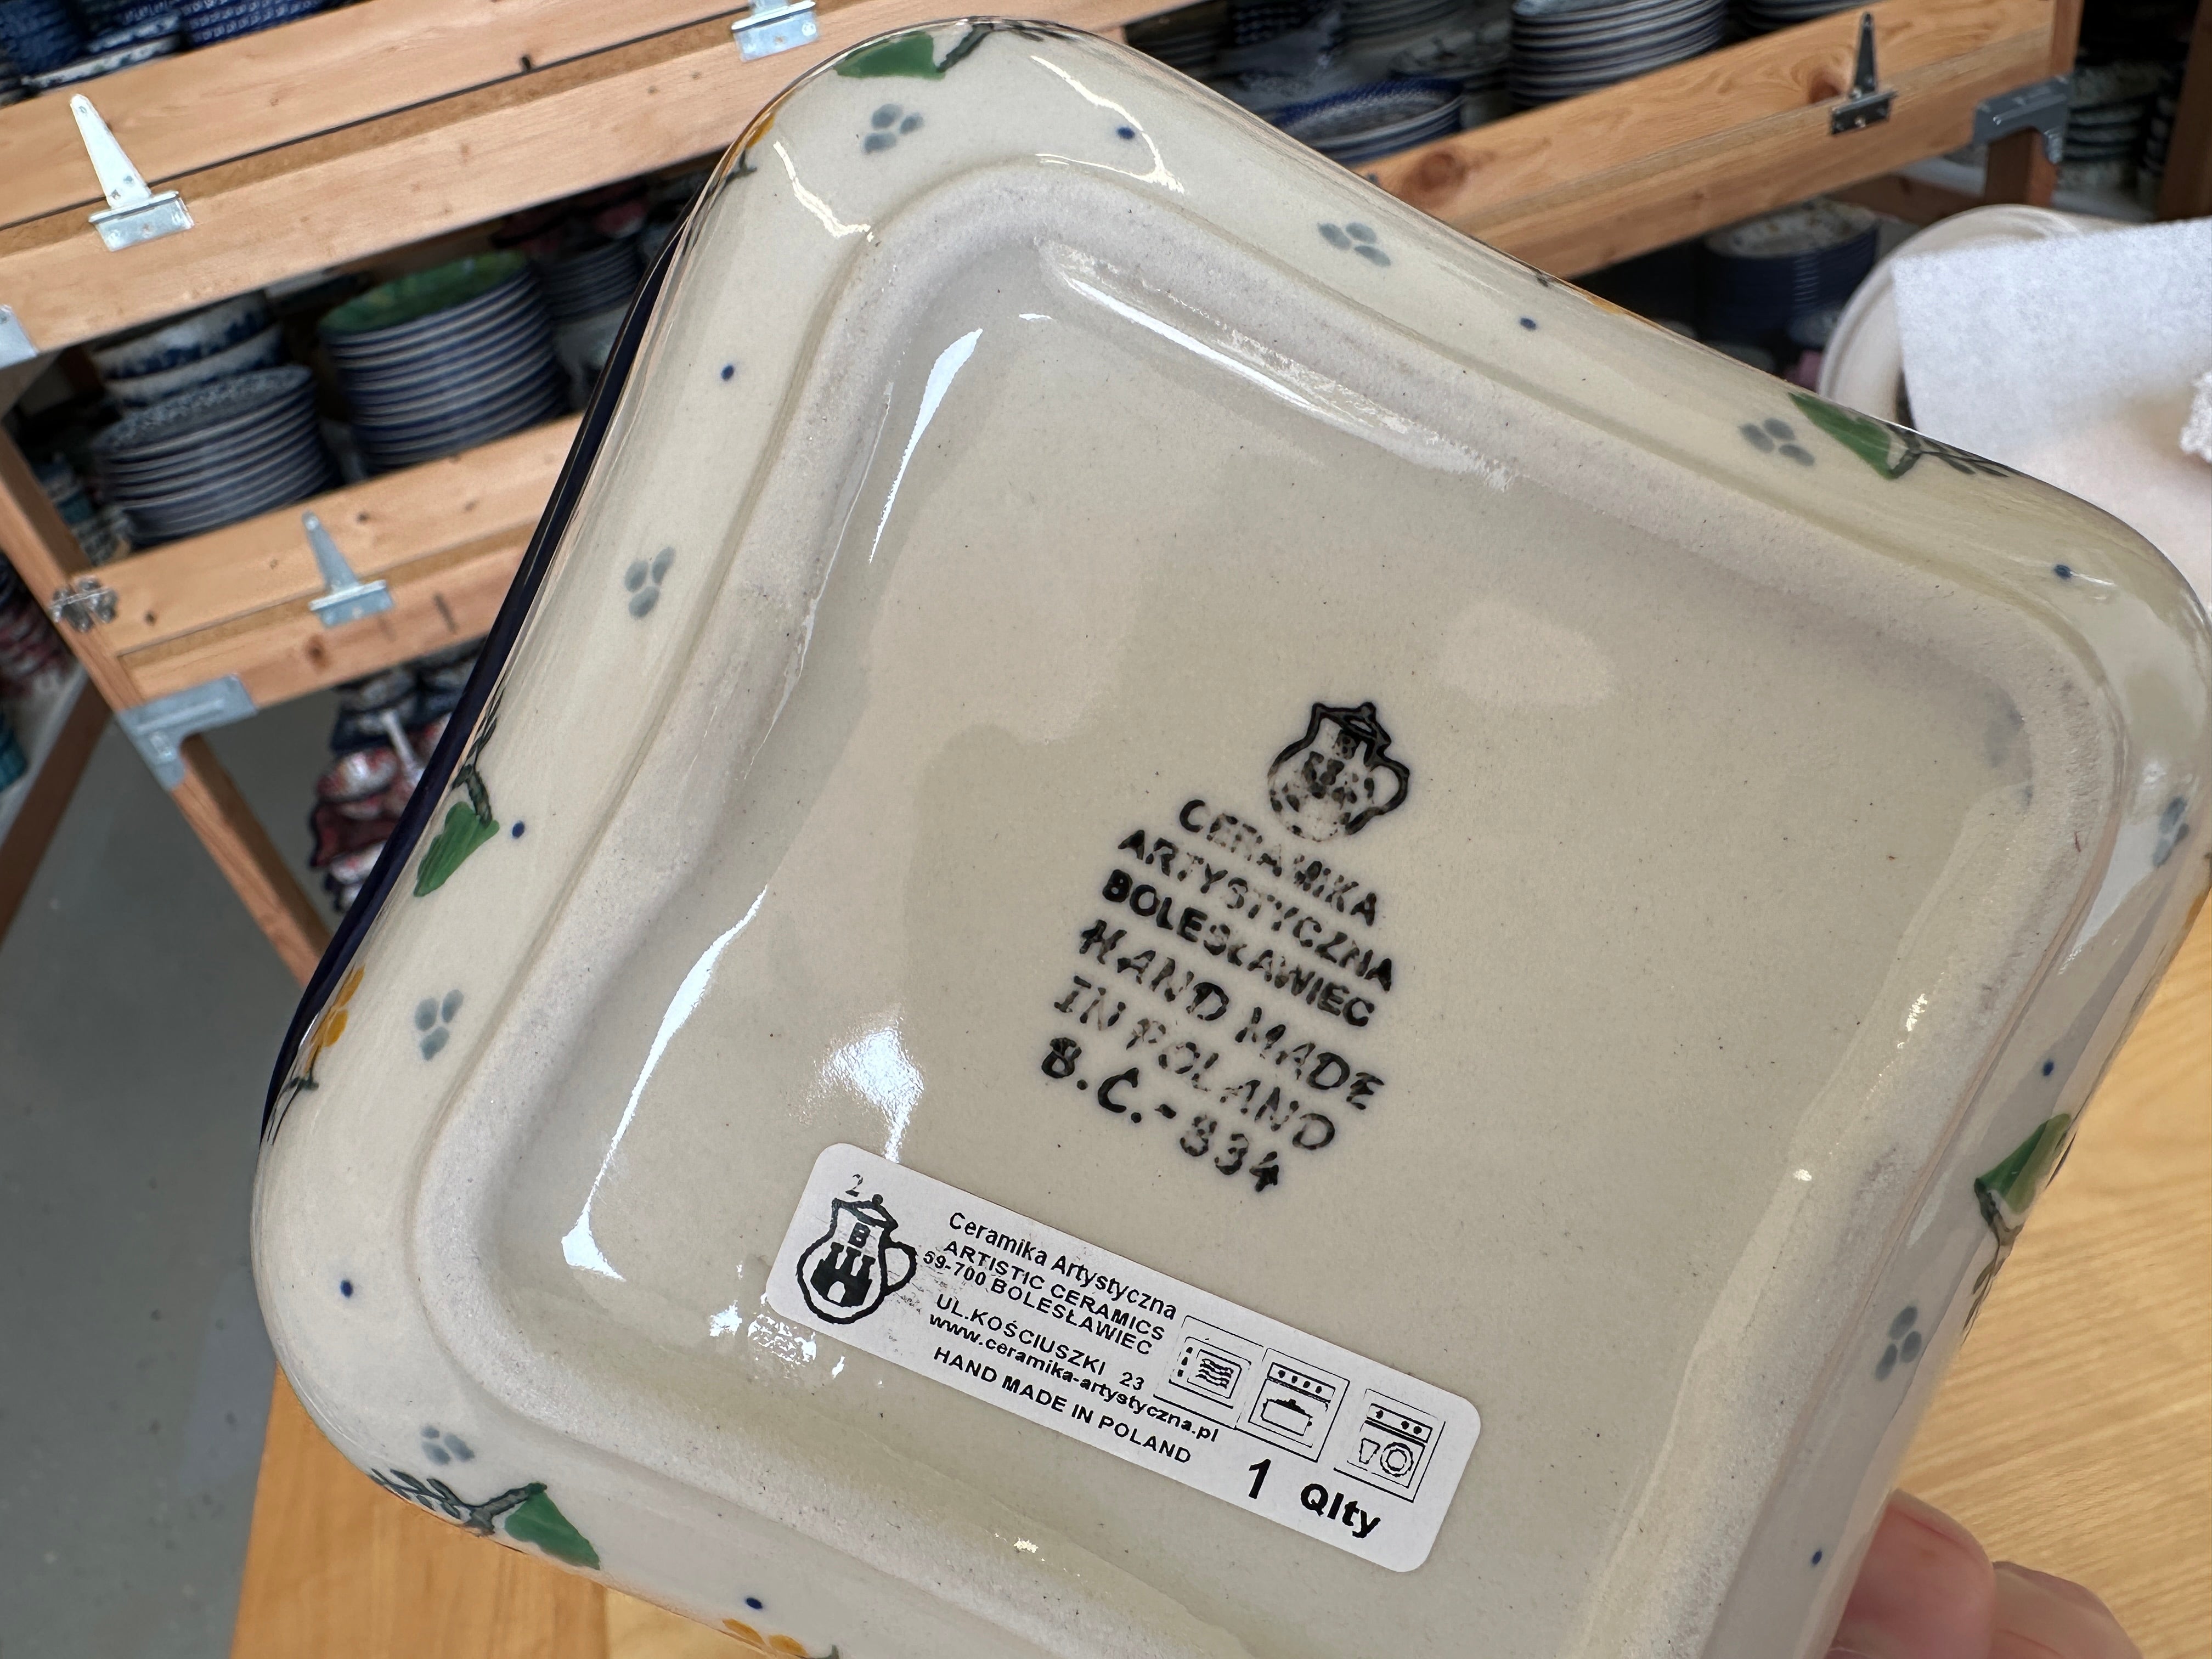 B
CERAMIKA
ARTYSTYCZNA
BOLESŁAWIEC
HAND MADE
IN POLAND
B.C.-834
2
B
Ceramika Artystyczna
ARTISTIC CERAMICS
59-700 BOLESŁAWIEC
UL.KOŚCIUSZKI 23
www.ceramika-artystyczna.pl
HAND MADE IN POLAND
1 Qlty